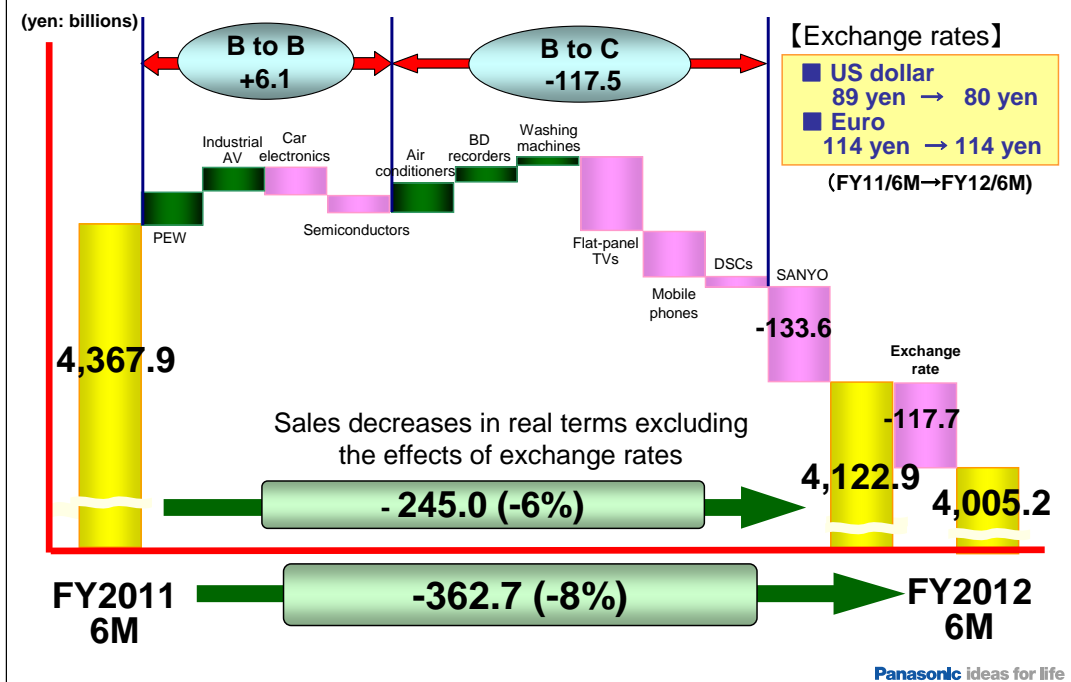 (yen: billions)
B to B
+6.1
B to C
-117.5
【Exchange rates】
■ US dollar
89 yen → 80 yen
■ Euro
114 yen → 114 yen
(FY11/6M→FY12/6M)
PEW
Industrial
AV
Car
electronics
Semiconductors
Air
conditioners
BD
recorders
Washing
machines
Flat-panel
TVs
Mobile
phones
DSCs
SANYO
-133.6
Exchange
rate
-117.7
4,367.9
4,122.9
4,005.2
Sales decreases in real terms excluding
the effects of exchange rates
- 245.0 (-6%)
FY2011
6M
-362.7 (-8%)
FY2012
6M
Panasonic ideas for life